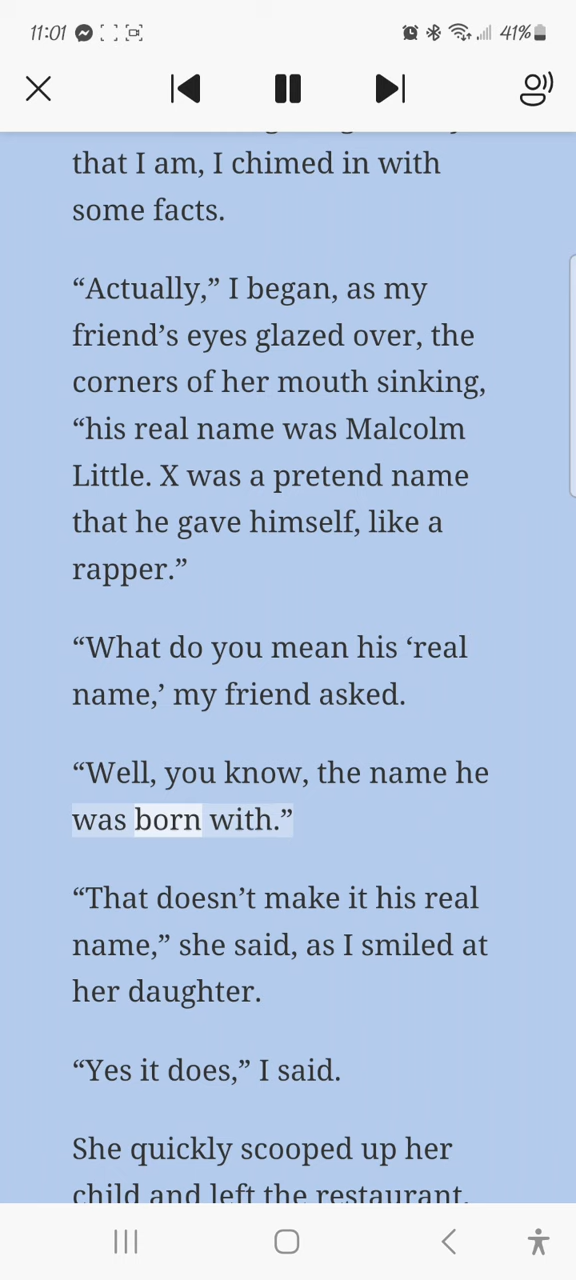 11:01
41%
that I am, I chimed in with
some facts.
“Actually,” I began, as my
friend’s eyes glazed over, the
corners of her mouth sinking,
“his real name was Malcolm
Little. X was a pretend name
that he gave himself, like a
rapper.”
“What do you mean his ‘real
name,’ my friend asked.
“Well, you know, the name he
was born with.”
“That doesn’t make it his real
name,” she said, as I smiled at
her daughter.
“Yes it does,” I said.
She quickly scooped up her
child and left the restaurant.